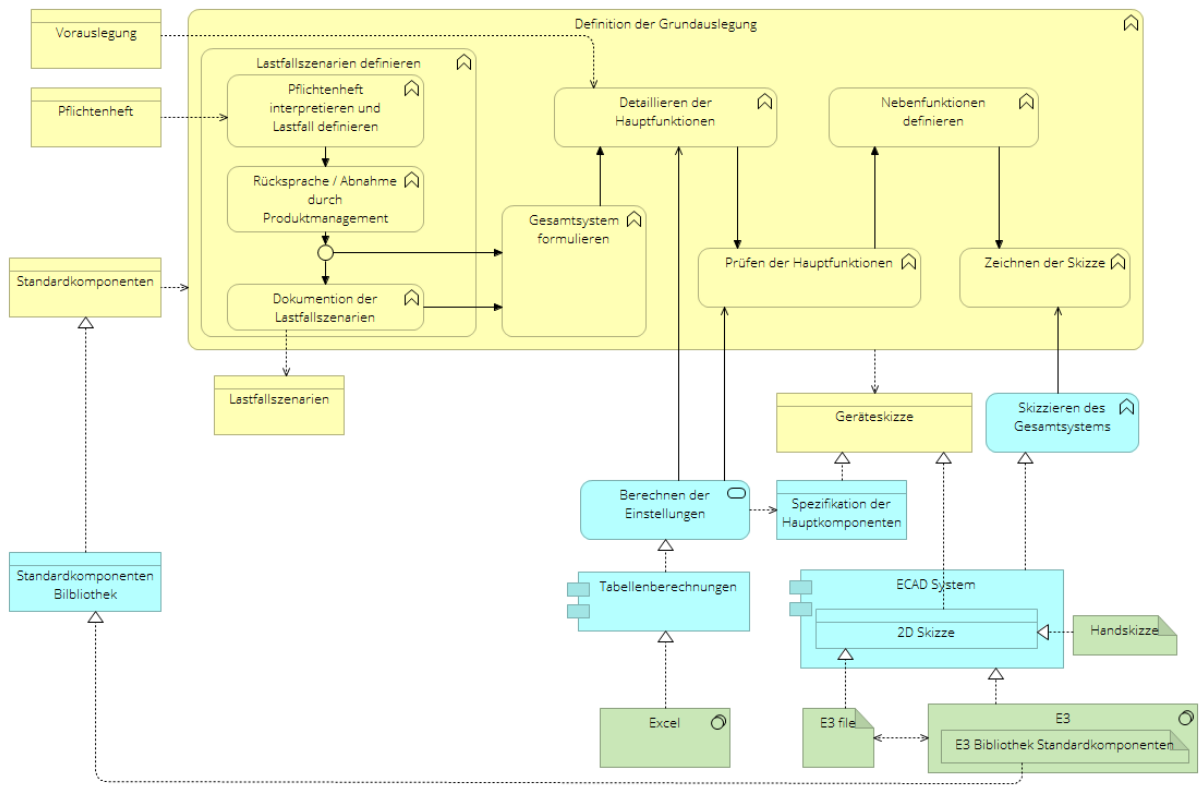 Definition der Grundauslegung
Vorauslegung
Lastfallszenarien definieren
Pflichtenheft
interpretieren und
Lastfall definieren
Detaillieren der
Hauptfunktionen
Nebenfunktionen
definieren
Pflichtenheft
Rücksprache / Abnahme
durch
Produktmanagement
Gesamtsystem
formulieren
Prüfen der Hauptfunktionen
Zeichnen der Skizze
Standardkomponenten
Dokumention der
Lastfallszenarien
Lastfallszenarien
Geräteskizze
Skizzieren des
Gesamtsystems
Berechnen der
Einstellungen
Spezifikation der
Hauptkomponenten
Standardkomponenten
Bilbliothek
Tabellenberechnungen
ECAD System
2D Skizze
Handskizze
Excel
E3 file
E3
E3 Bibliothek Standardkomponenten